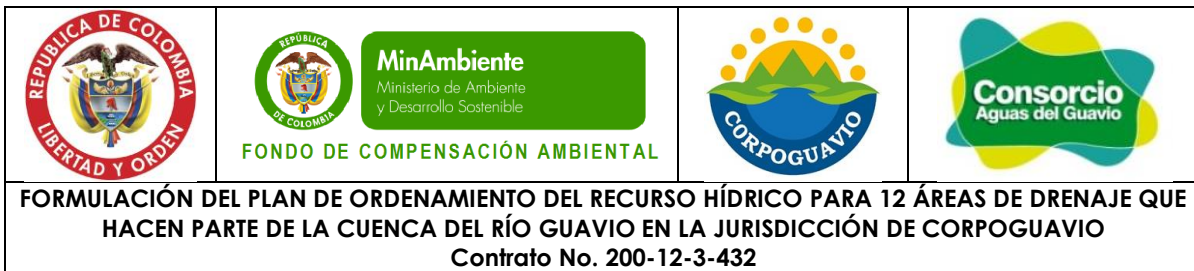 REPUBLICA DE COLOMBIA
LIBERTAD Y ORDEN
REPÚBLICA
DE COLOMBIA
MinAmbiente
Ministerio de Ambiente
y Desarrollo Sostenible
FONDO DE COMPENSACIÓN AMBIENTAL
CORPOGUAVIO
Consorcio
Aguas del Guavio
FORMULACIÓN DEL PLAN DE ORDENAMIENTO DEL RECURSO HÍDRICO PARA 12 ÁREAS DE DRENAJE QUE
HACEN PARTE DE LA CUENCA DEL RÍO GUAVIO EN LA JURISDICCIÓN DE CORPOGUAVIO
Contrato No. 200-12-3-432